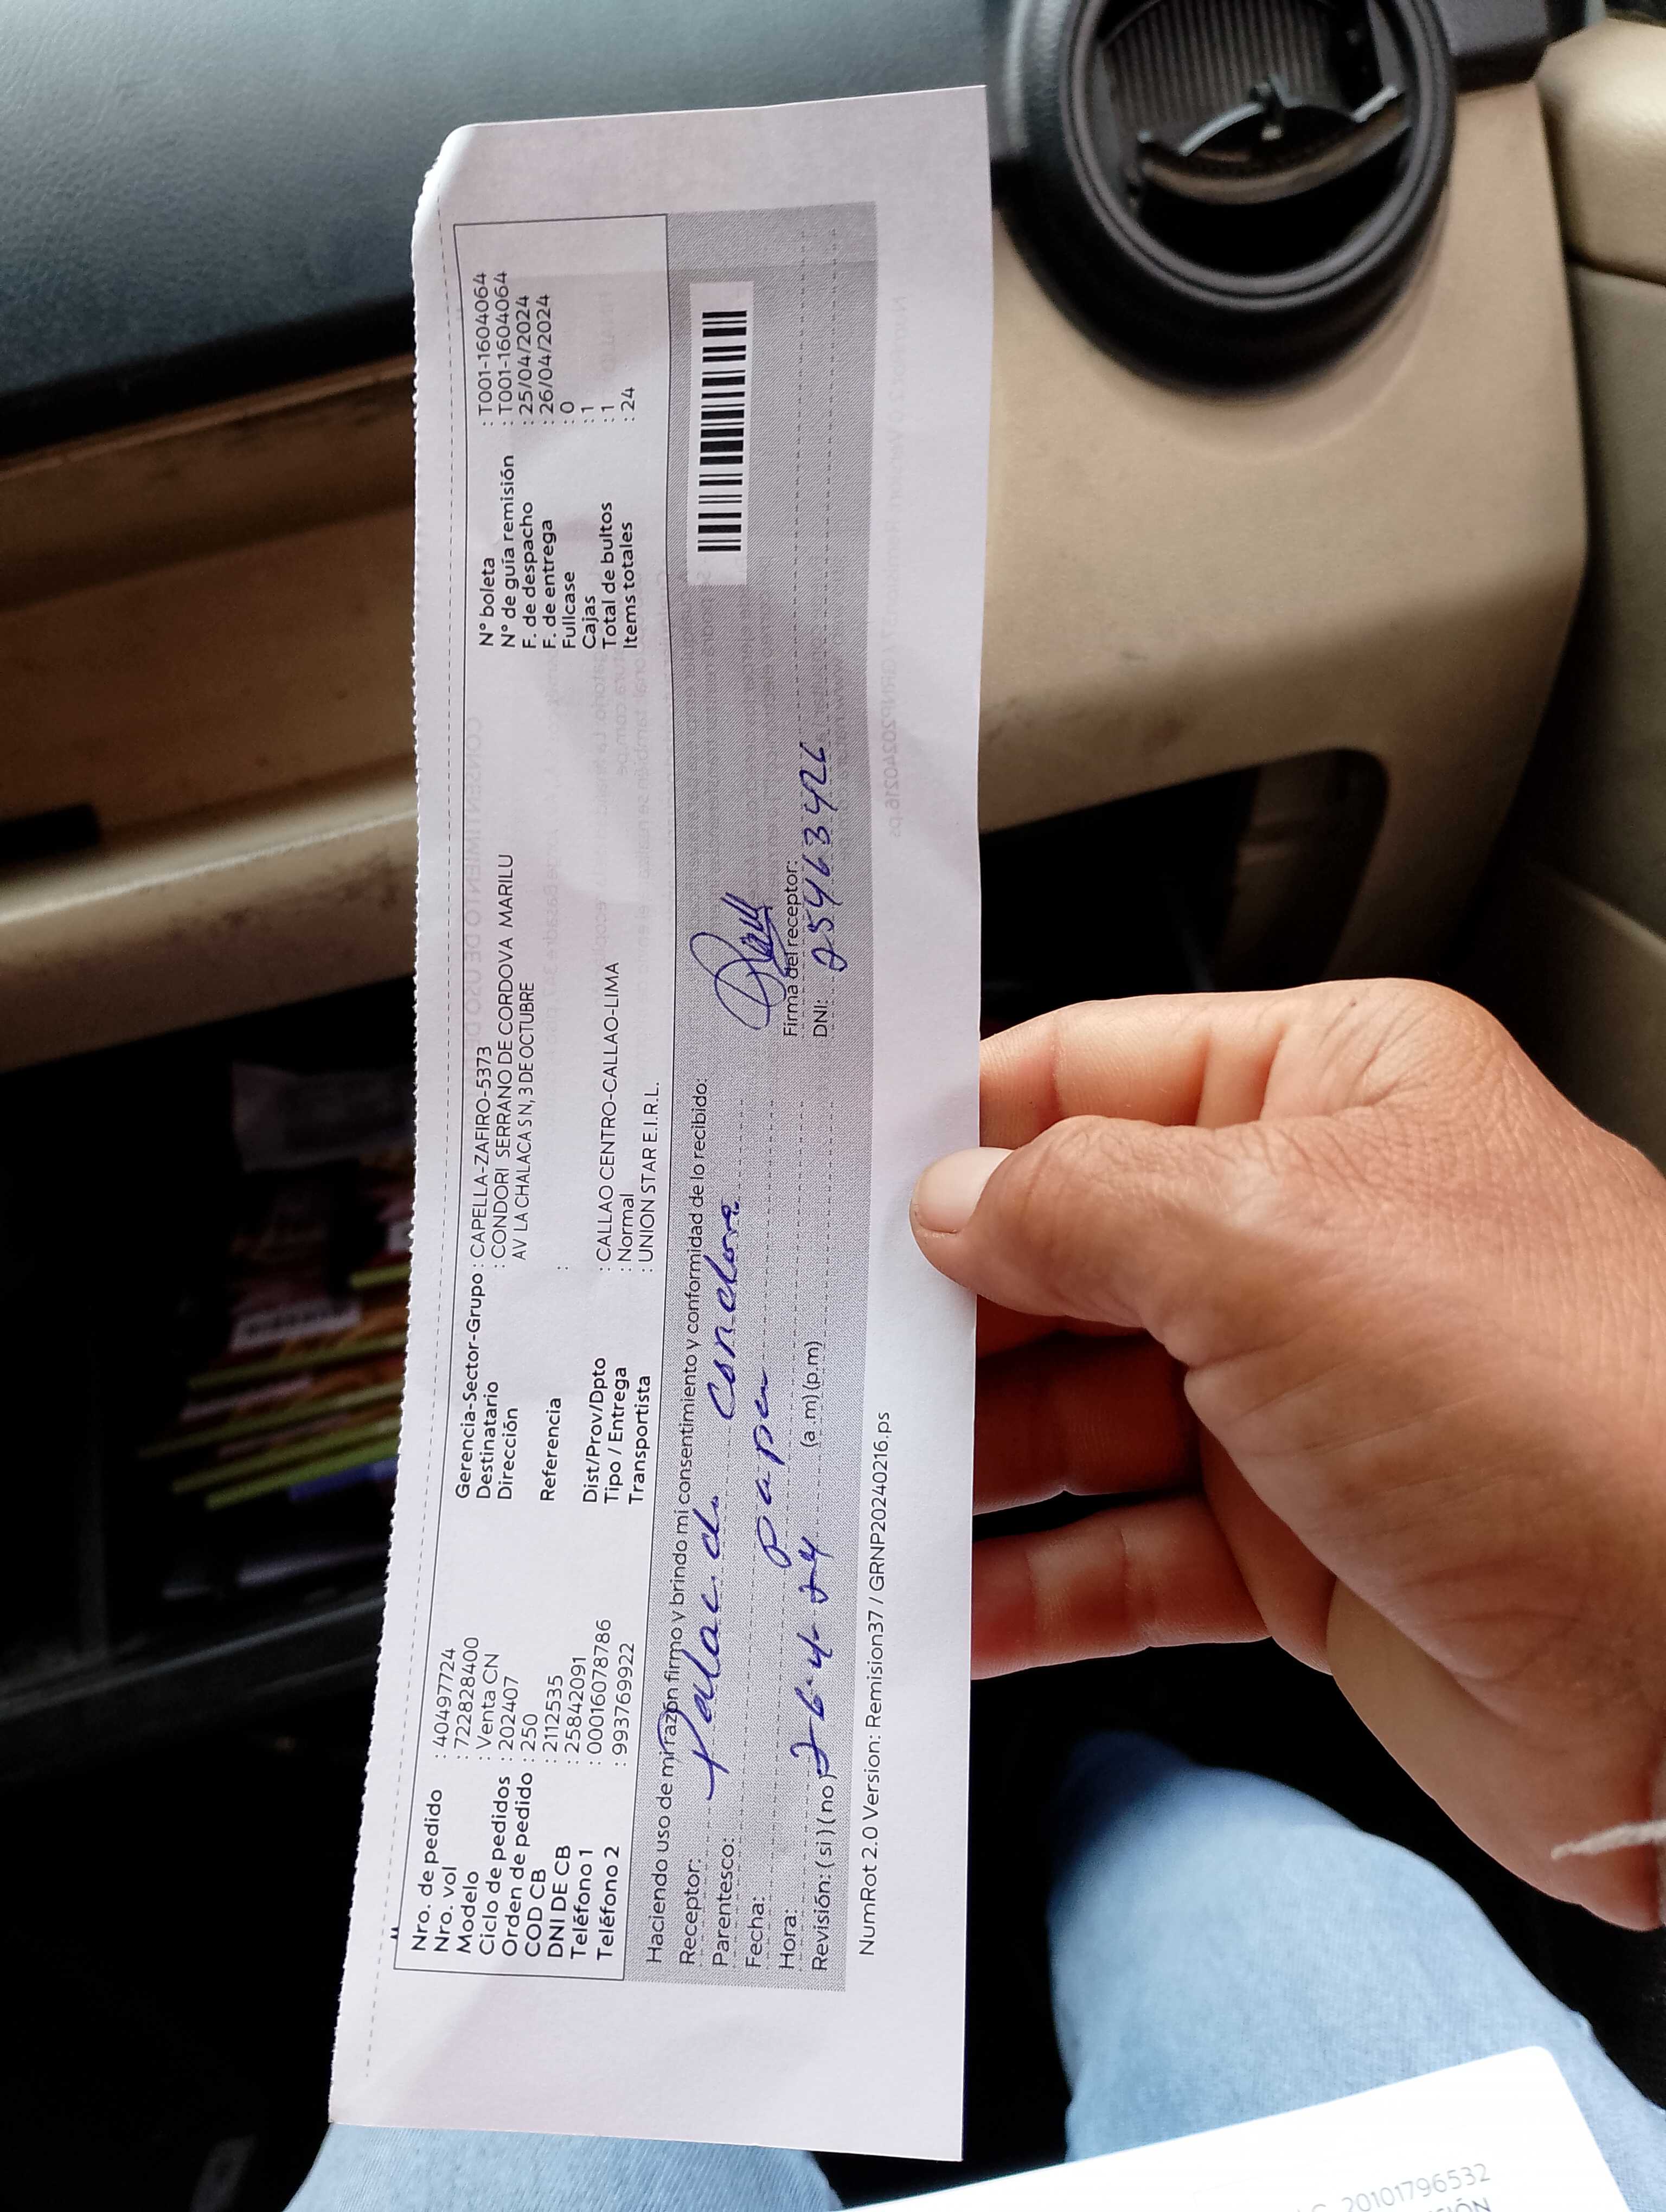 Nro. de pedido : 40497724
Nro. vol : 722828400
Modelo : Venta CN
Ciclo de pedidos : 202407
Orden de pedido : 250
COD CB : 2112535
DNI DE CB : 25842091
Teléfono 1 : 00016078786
Teléfono 2 : 993769922
Gerencia-Sector-Grupo : CAPELLA-ZAFIRO-5373
Destinatario : CONDORI SERRANO DE CORDOVA MARILU
Dirección AV LA CHALACA S N, 3 DE OCTUBRE
Referencia :
Dist/Prov/Dpto : CALLAO CENTRO-CALLAO-LIMA
Tipo / Entrega : Normal
Transportista : UNION STAR E.I.R.L.
N° boleta : T001-1604064
N° de guía remisión : T001-1604064
F. de despacho : 25/04/2024
F. de entrega : 26/04/2024
Fullcase : 0
Cajas : 1
Total de bultos : 1
Items totales : 24
Haciendo uso de mi razón firmo y brindo mi consentimiento y conformidad de lo recibido:
Receptor:
Parentesco: papa
Fecha: 26-4-24
Hora: (a .m) (p.m)
Revisión: ( si ) ( no )
Firma del receptor:
DNI: 25463426
NumRot 2.0 Version: Remision37 / GRNP20240216.ps
20101796532